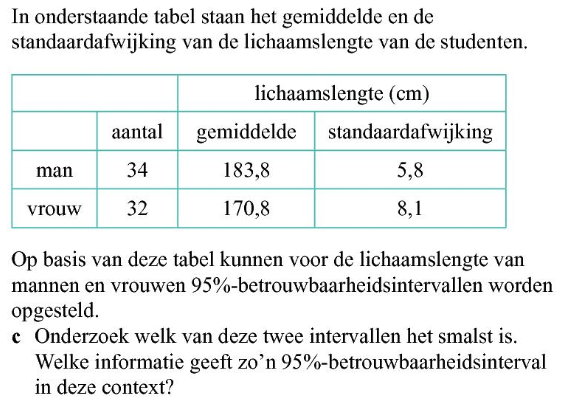 In onderstaande tabel staan het gemiddelde en de
standaardafwijking van de lichaamslengte van de studenten.
lichaamslengte (cm)
aantal gemiddelde standaardafwijking
man 34 183,8 5,8
vrouw 32 170,8 8,1
Op basis van deze tabel kunnen voor de lichaamslengte van
mannen en vrouwen 95%-betrouwbaarheidsintervallen worden
opgesteld.
c Onderzoek welk van deze twee intervallen het smalst is.
Welke informatie geeft zo'n 95%-betrouwbaarheidsinterval
in deze context?